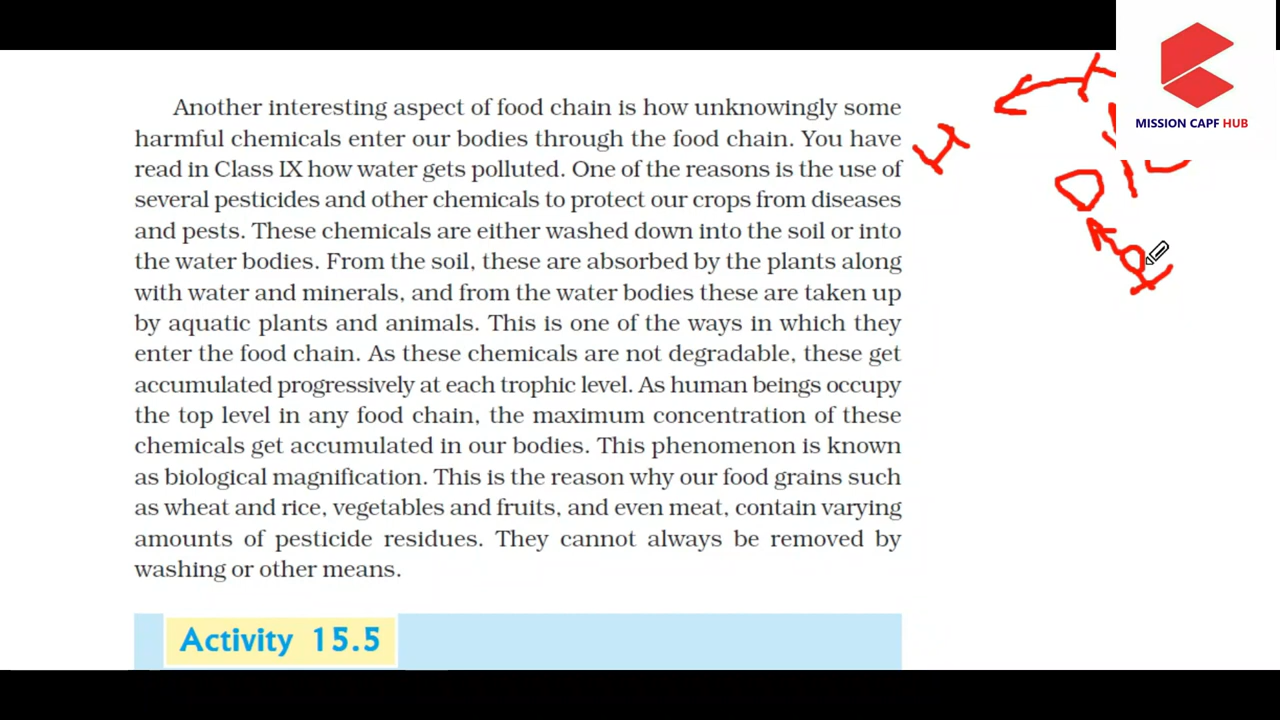 Another interesting aspect of food chain is how unknowingly some
harmful chemicals enter our bodies through the food chain. You have
read in Class IX how water gets polluted. One of the reasons is the use of
several pesticides and other chemicals to protect our crops from diseases
and pests. These chemicals are either washed down into the soil or into
the water bodies. From the soil, these are absorbed by the plants along
with water and minerals, and from the water bodies these are taken up
by aquatic plants and animals. This is one of the ways in which they
enter the food chain. As these chemicals are not degradable, these get
accumulated progressively at each trophic level. As human beings occupy
the top level in any food chain, the maximum concentration of these
chemicals get accumulated in our bodies. This phenomenon is known
as biological magnification. This is the reason why our food grains such
as wheat and rice, vegetables and fruits, and even meat, contain varying
amounts of pesticide residues. They cannot always be removed by
washing or other means.
Activity 15.5
MISSION CAPF HUB
H